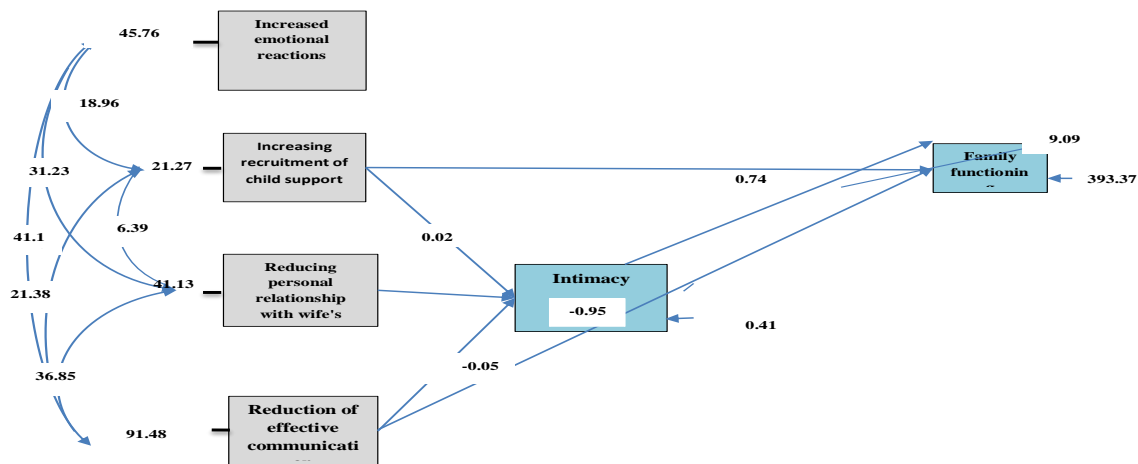 45.76
Increased
emotional
reactions
18.96
9.09
21.27
Increasing
recruitment of
child support
Family
functionin
31.23
0.74
393.37
6.39
41.1
0.02
41.13
Reducing
personal
relationship
with wife's
Intimacy
21.38
-0.95
0.41
36.85
-0.05
91.48
Reduction of
effective
communicati